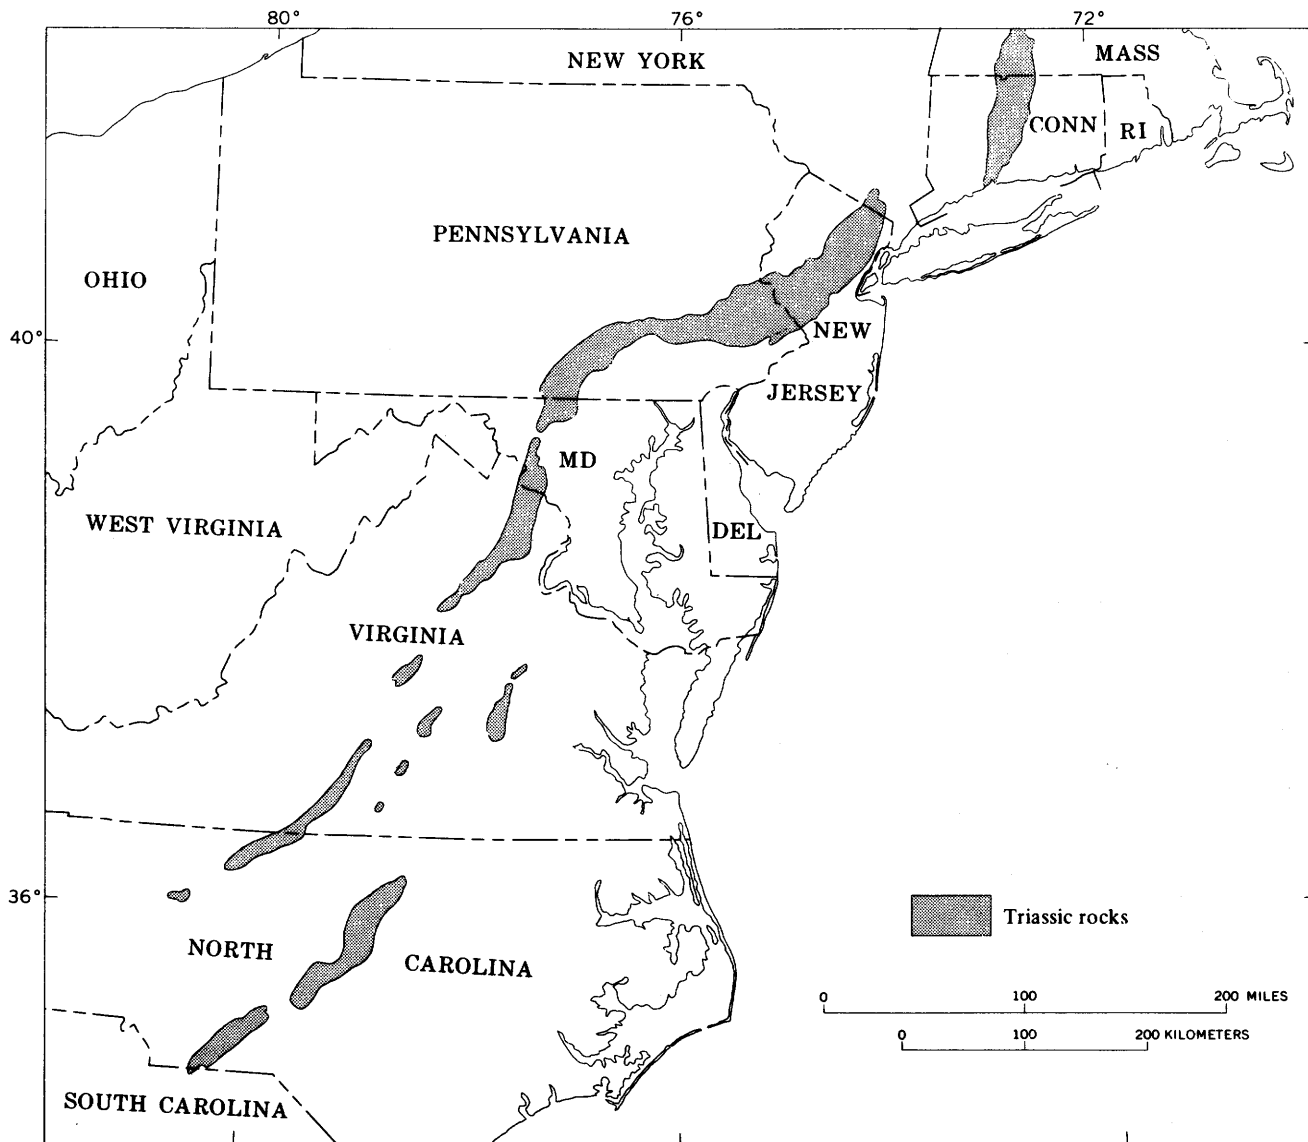 80° 76° 72°
MASS
NEW YORK
CONN RI
PENNSYLVANIA
OHIO
40°
NEW
JERSEY
MD
WEST VIRGINIA
DEL
VIRGINIA
36°
Triassic rocks
NORTH
CAROLINA
0 100 200 MILES
0 100 200 KILOMETERS
SOUTH CAROLINA